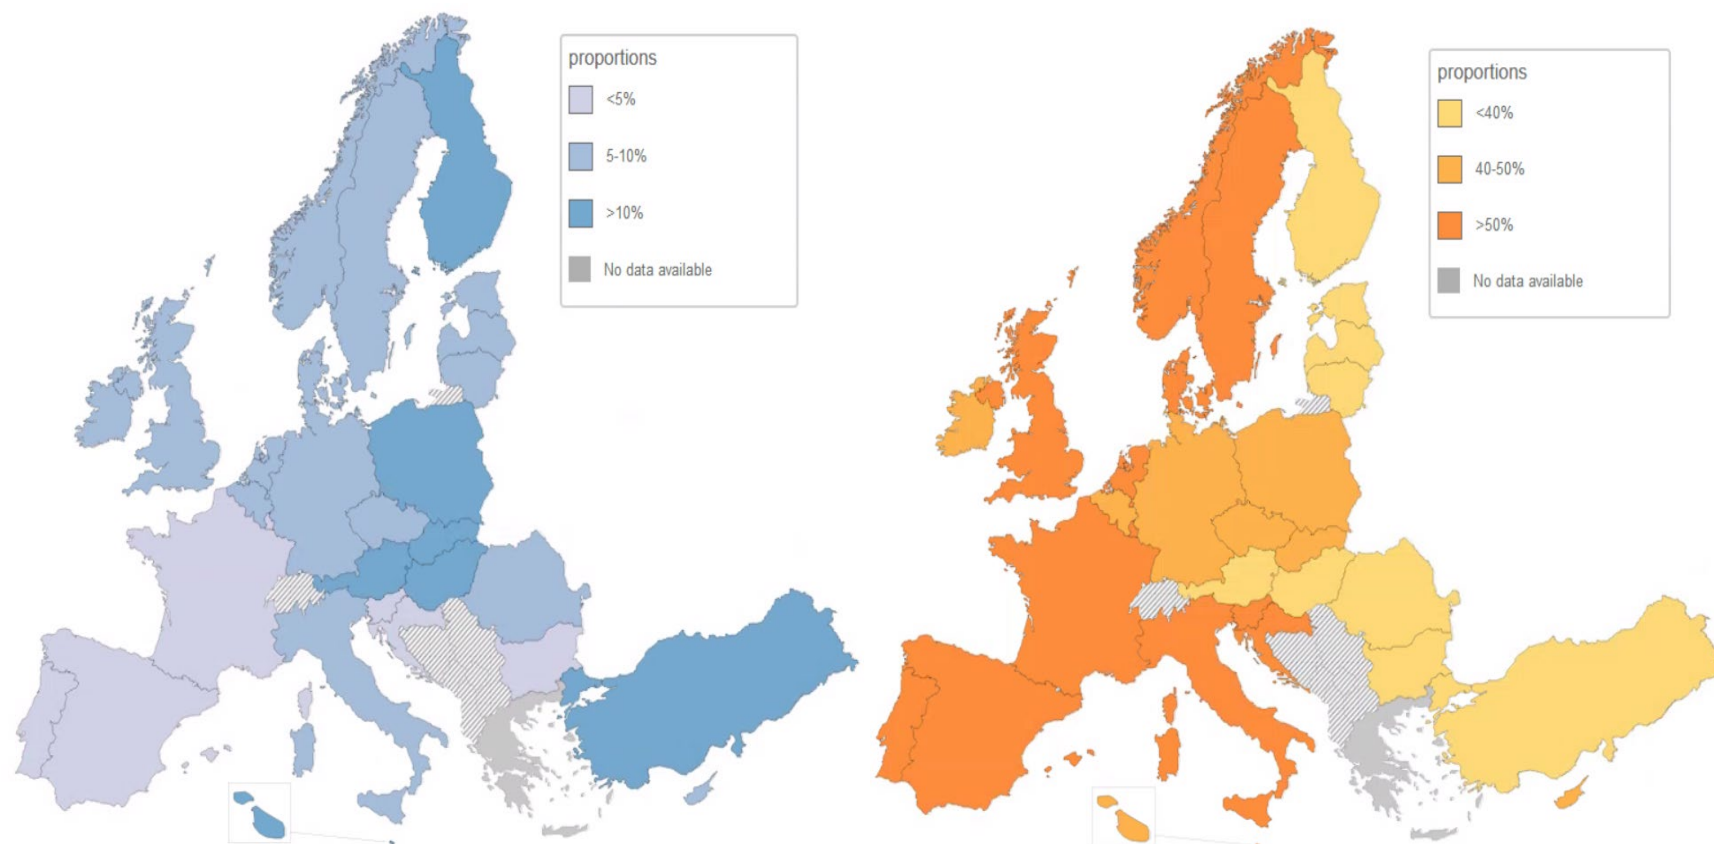 proportions
<5%
5-10%
>10%
No data available
proportions
<40%
40-50%
>50%
No data available